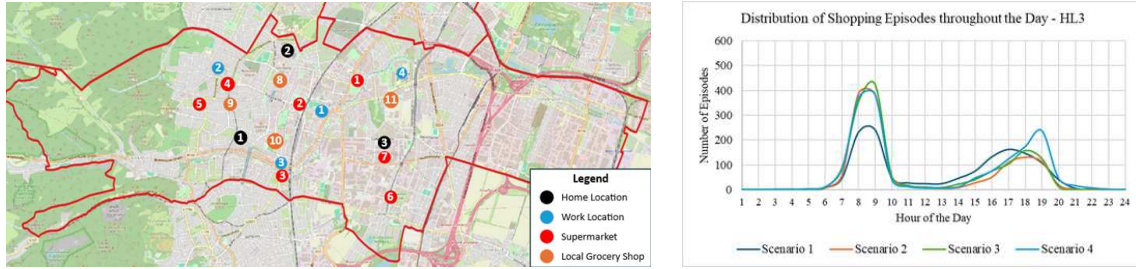 2
2
4
8
1
4
5
9
2
1
11
1
10
3
3
7
3
6
Legend
Home Location
Work Location
Supermarket
Local Grocery Shop
Distribution of Shopping Episodes throughout the Day - HL3
Number of Episodes
600
500
400
300
200
100
0
1 2 3 4 5 6 7 8 9 10 11 12 13 14 15 16 17 18 19 20 21 22 23 24
Hour of the Day
Scenario 1 Scenario 2 Scenario 3 Scenario 4